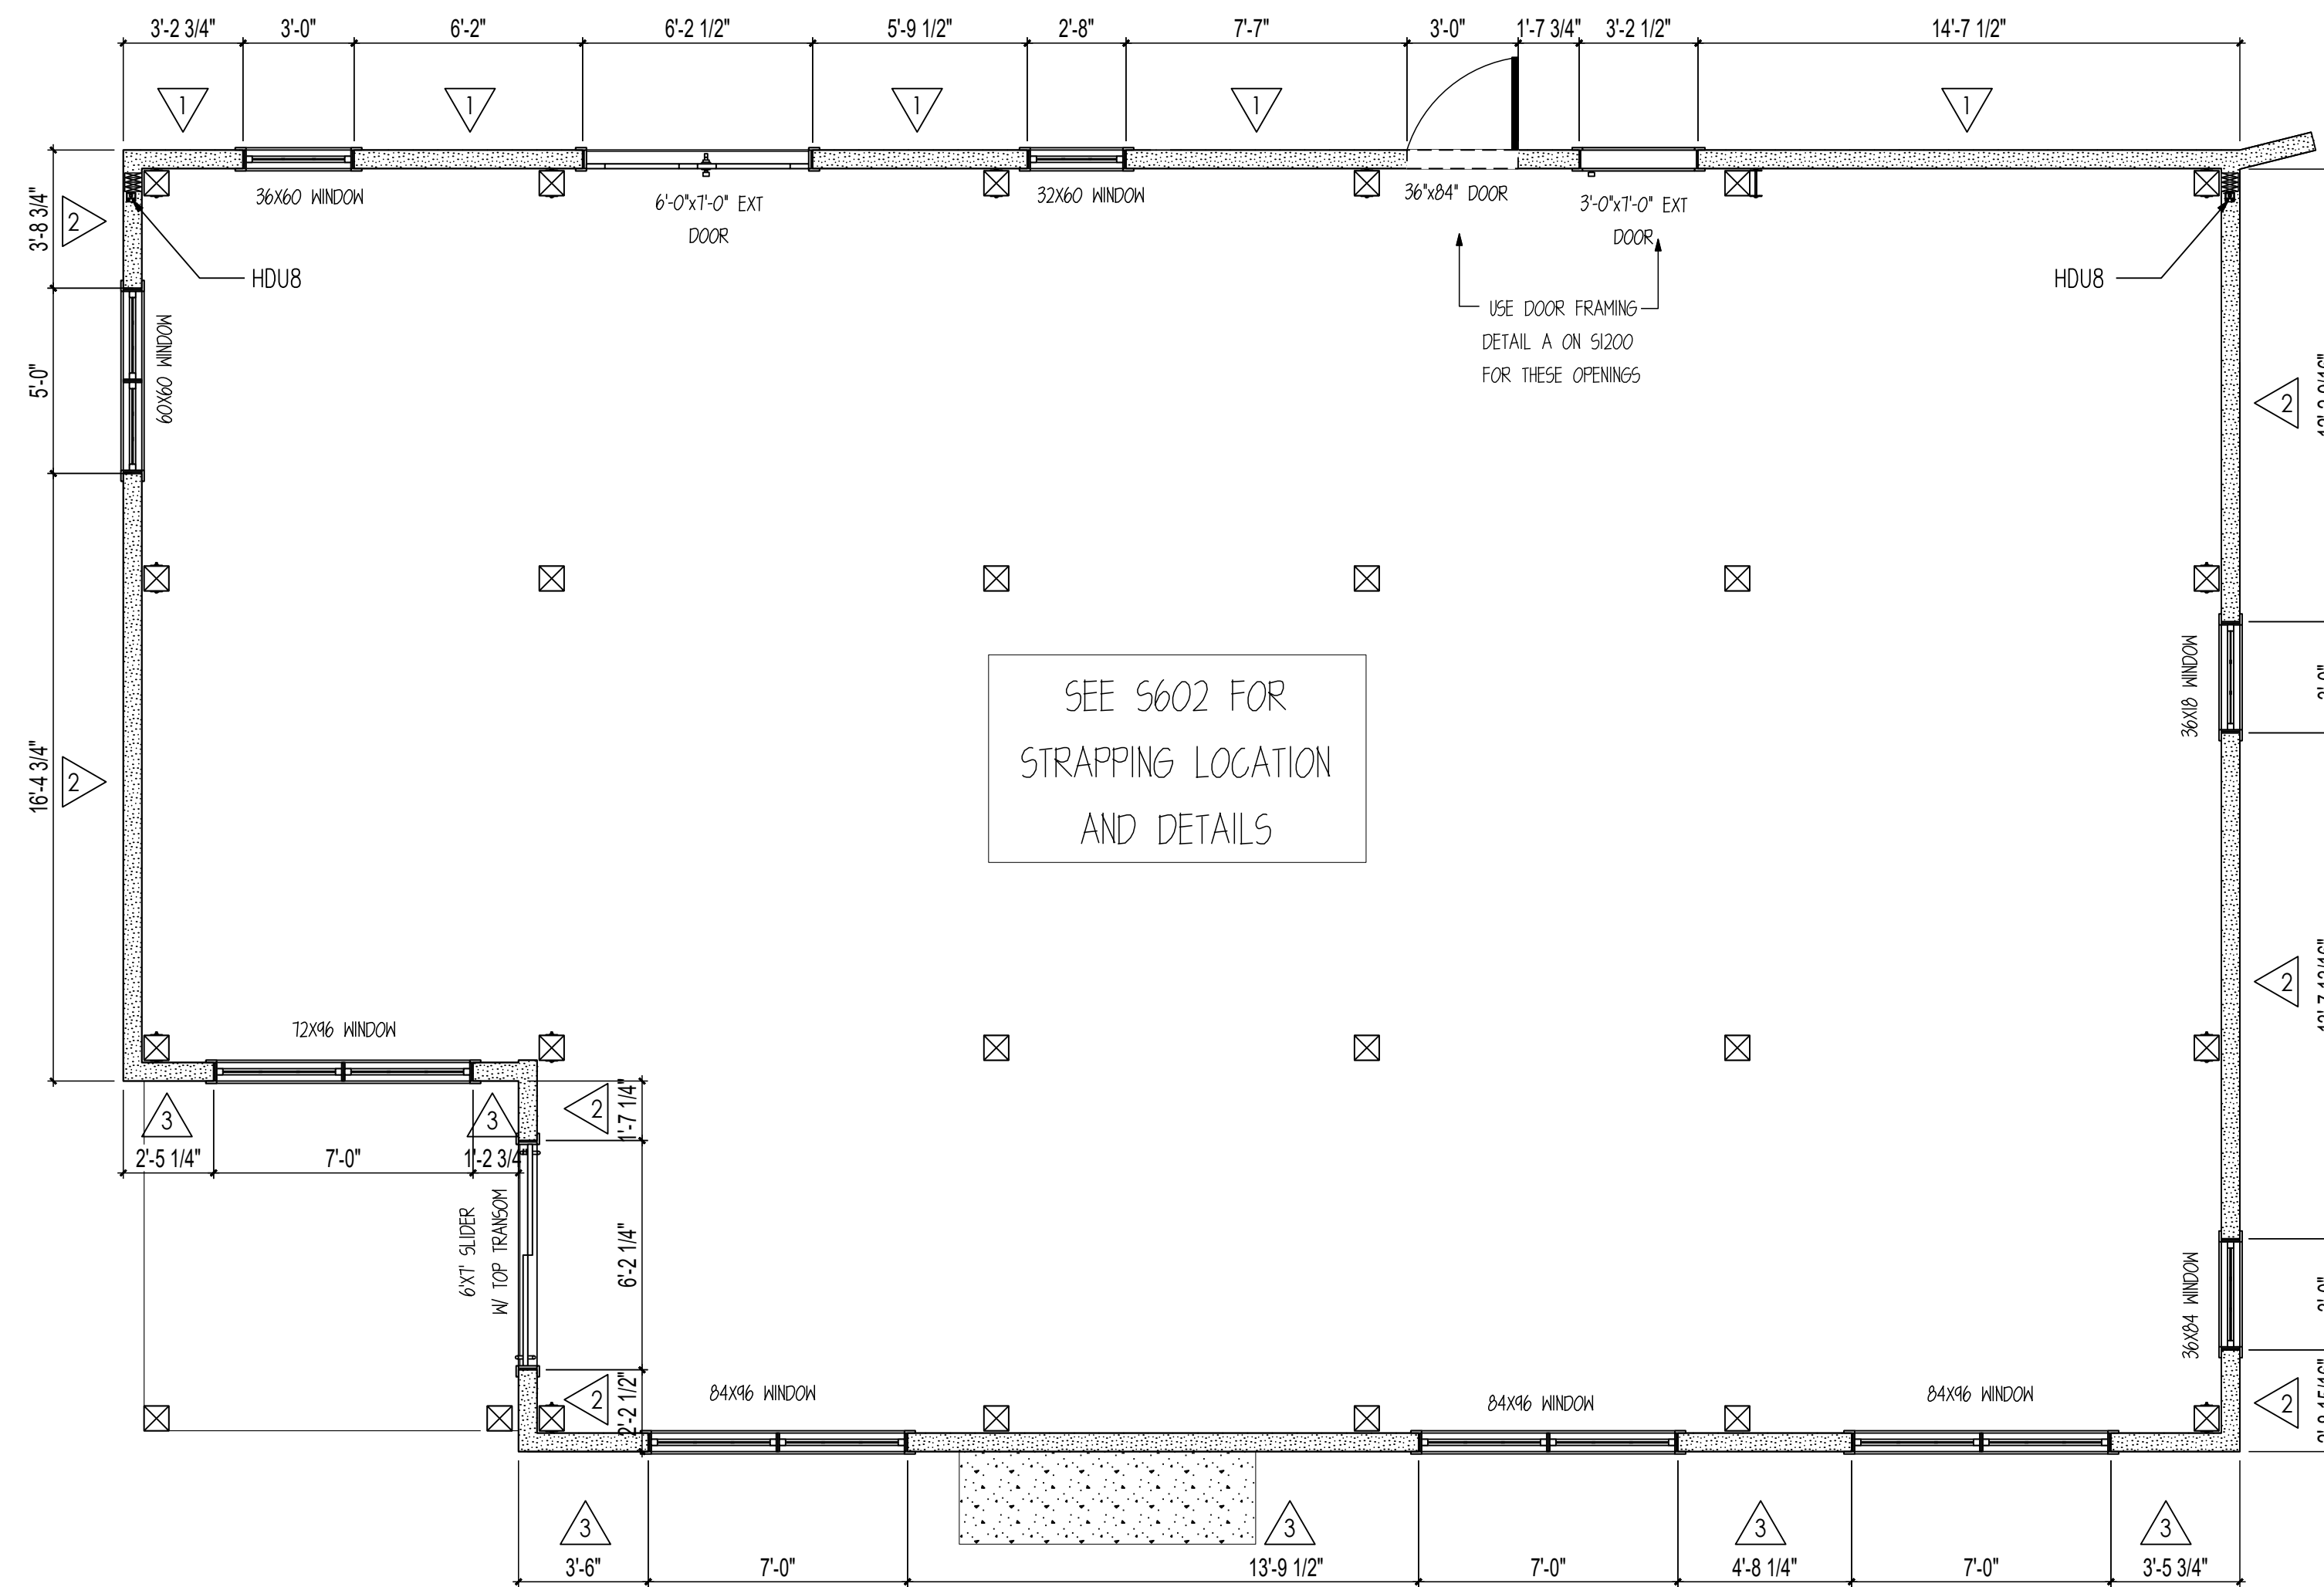 3'-2 3/4" 3'-0" 6'-2" 6'-2 1/2" 5'-9 1/2" 2'-8" 7'-7" 3'-0" 1'-7 3/4" 3'-2 1/2" 14'-7 1/2"
1 1 1 1 1
36X60 WINDOW
6'-0"x7'-0" EXT
DOOR
32X60 WINDOW
36"x84" DOOR
3'-0"x7'-0" EXT
DOOR
3'-8 3/4"
2
HDU8
HDU8
USE DOOR FRAMING
DETAIL A ON S1200
FOR THESE OPENINGS
5'-0"
60X60 WINDOW
2
SEE S602 FOR
STRAPPING LOCATION
AND DETAILS
36X18 WINDOW
16'-4 3/4"
2
2
72X96 WINDOW
3
3
2
1'-7 1/4"
2'-5 1/4" 7'-0" 1'-2 3/4
6'X7' SLIDER
W/ TOP TRANSOM
6'-2 1/4"
36X84 WINDOW
2
2'-2 1/2"
84X96 WINDOW
84X96 WINDOW
84X96 WINDOW
2
3 3 3 3
3'-6" 7'-0" 13'-9 1/2" 7'-0" 4'-8 1/4" 7'-0" 3'-5 3/4"